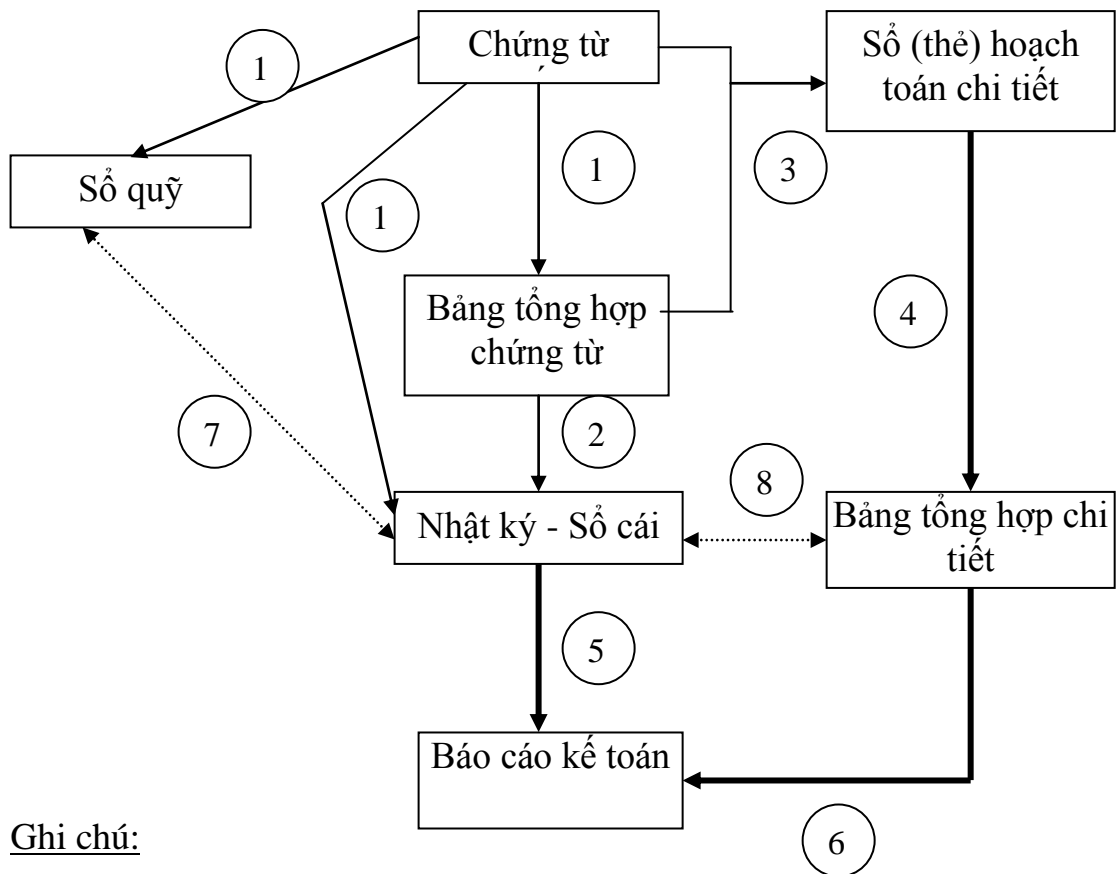 Chứng từ
Sổ (thẻ) hoạch
toán chi tiết
1
Sổ quỹ
1
1
3
Bảng tổng hợp
chứng từ
4
7
2
8
Nhật ký - Sổ cái
Bảng tổng hợp chi
tiết
5
Báo cáo kế toán
6
Ghi chú: